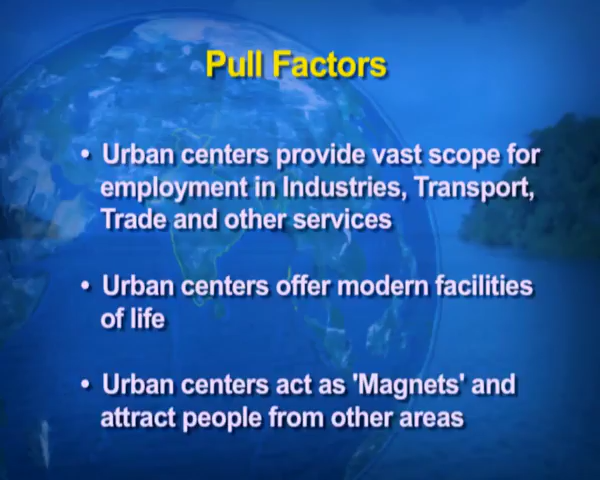 Pull Factors
• Urban centers provide vast scope for
employment in Industries, Transport,
Trade and other services
• Urban centers offer modern facilities
of life
• Urban centers act as 'Magnets' and
attract people from other areas